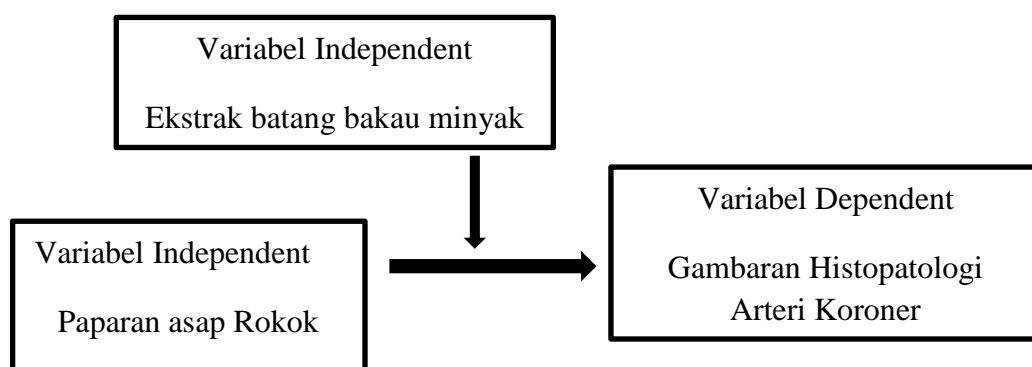 Variabel Independent
Ekstrak batang bakau minyak
Variabel Independent
Paparan asap Rokok
Variabel Dependent
Gambaran Histopatologi
Arteri Koroner